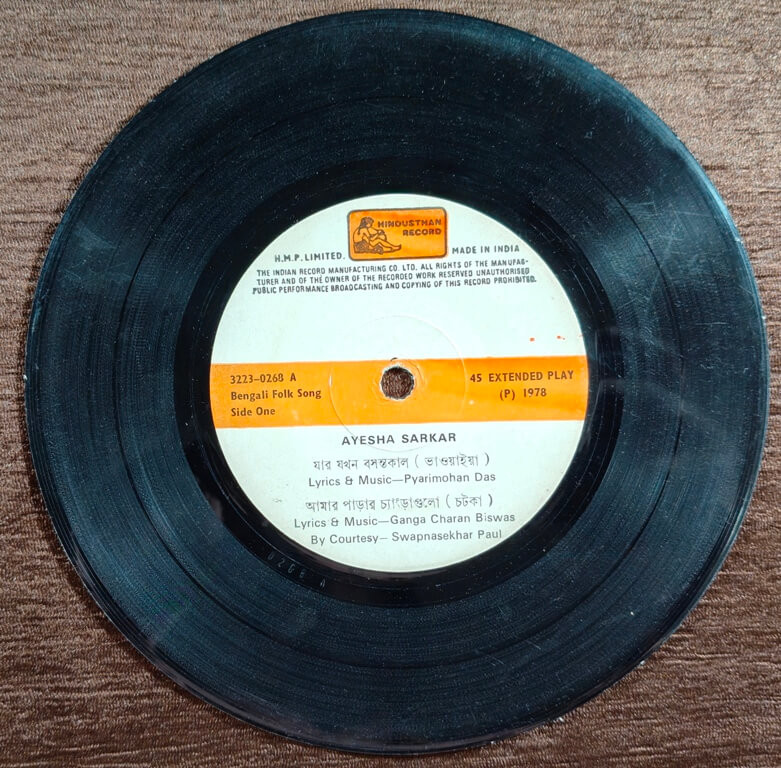 HINDUSTHAN
RECORD
H.M.P. LIMITED. MADE IN INDIA
THE INDIAN RECORD MANUFACTURING CO. LTD. ALL RIGHTS OF THE MANUFAC-
TURER AND OF THE OWNER OF THE RECORDED WORK RESERVED UNAUTHORISED
PUBLIC PERFORMANCE BROADCASTING AND COPYING OF THIS RECORD PROHIBITED.
3223-0268 A 45 EXTENDED PLAY
Bengali Folk Song (P) 1978
Side One
AYESHA SARKAR
যার যখন বসন্তকাল ( ভাওয়াইয়া )
Lyrics & Music—Pyarimohan Das
আমার পাড়ার চ্যাংড়াগুলো ( চটকা )
Lyrics & Music—Ganga Charan Biswas
By Courtesy— Swapnasekhar Paul
0268 A